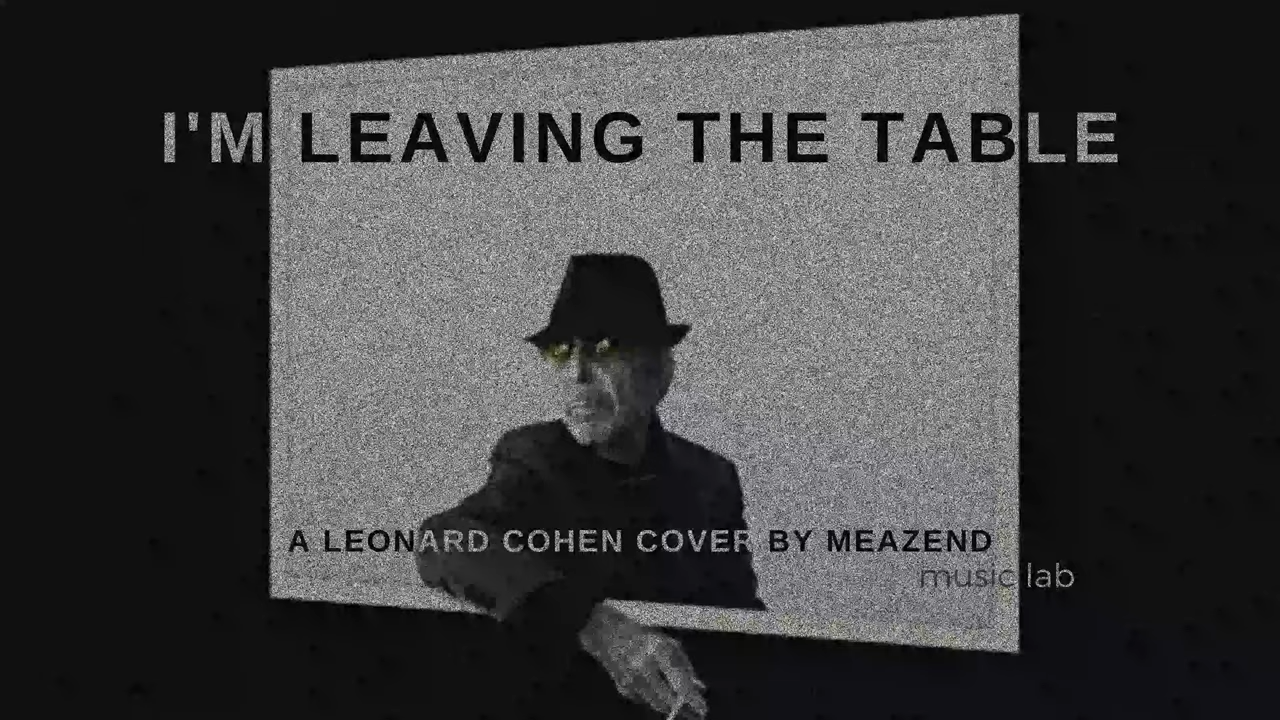 I'M LEAVING THE TABLE
A LEONARD COHEN COVER BY MEAZEND
music lab